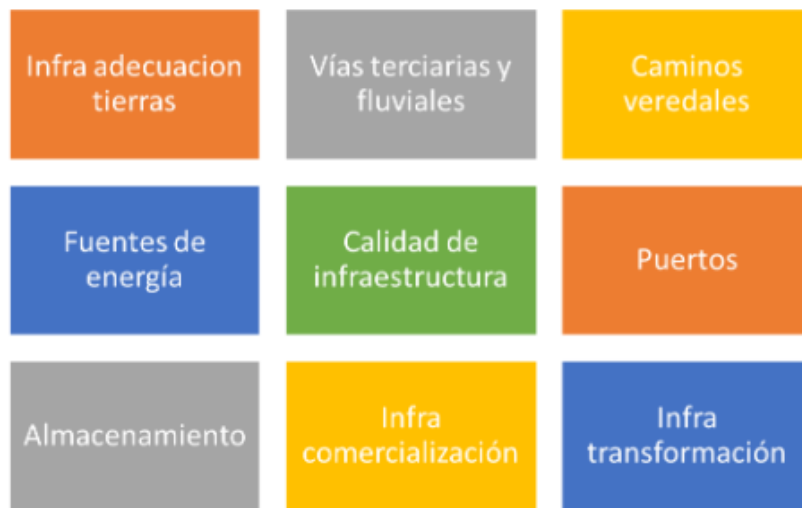 Infra adecuacion
tierras
Vías terciarias y
fluviales
Caminos
veredales
Fuentes de
energía
Calidad de
infraestructura
Puertos
Almacenamiento
Infra
comercialización
Infra
transformación